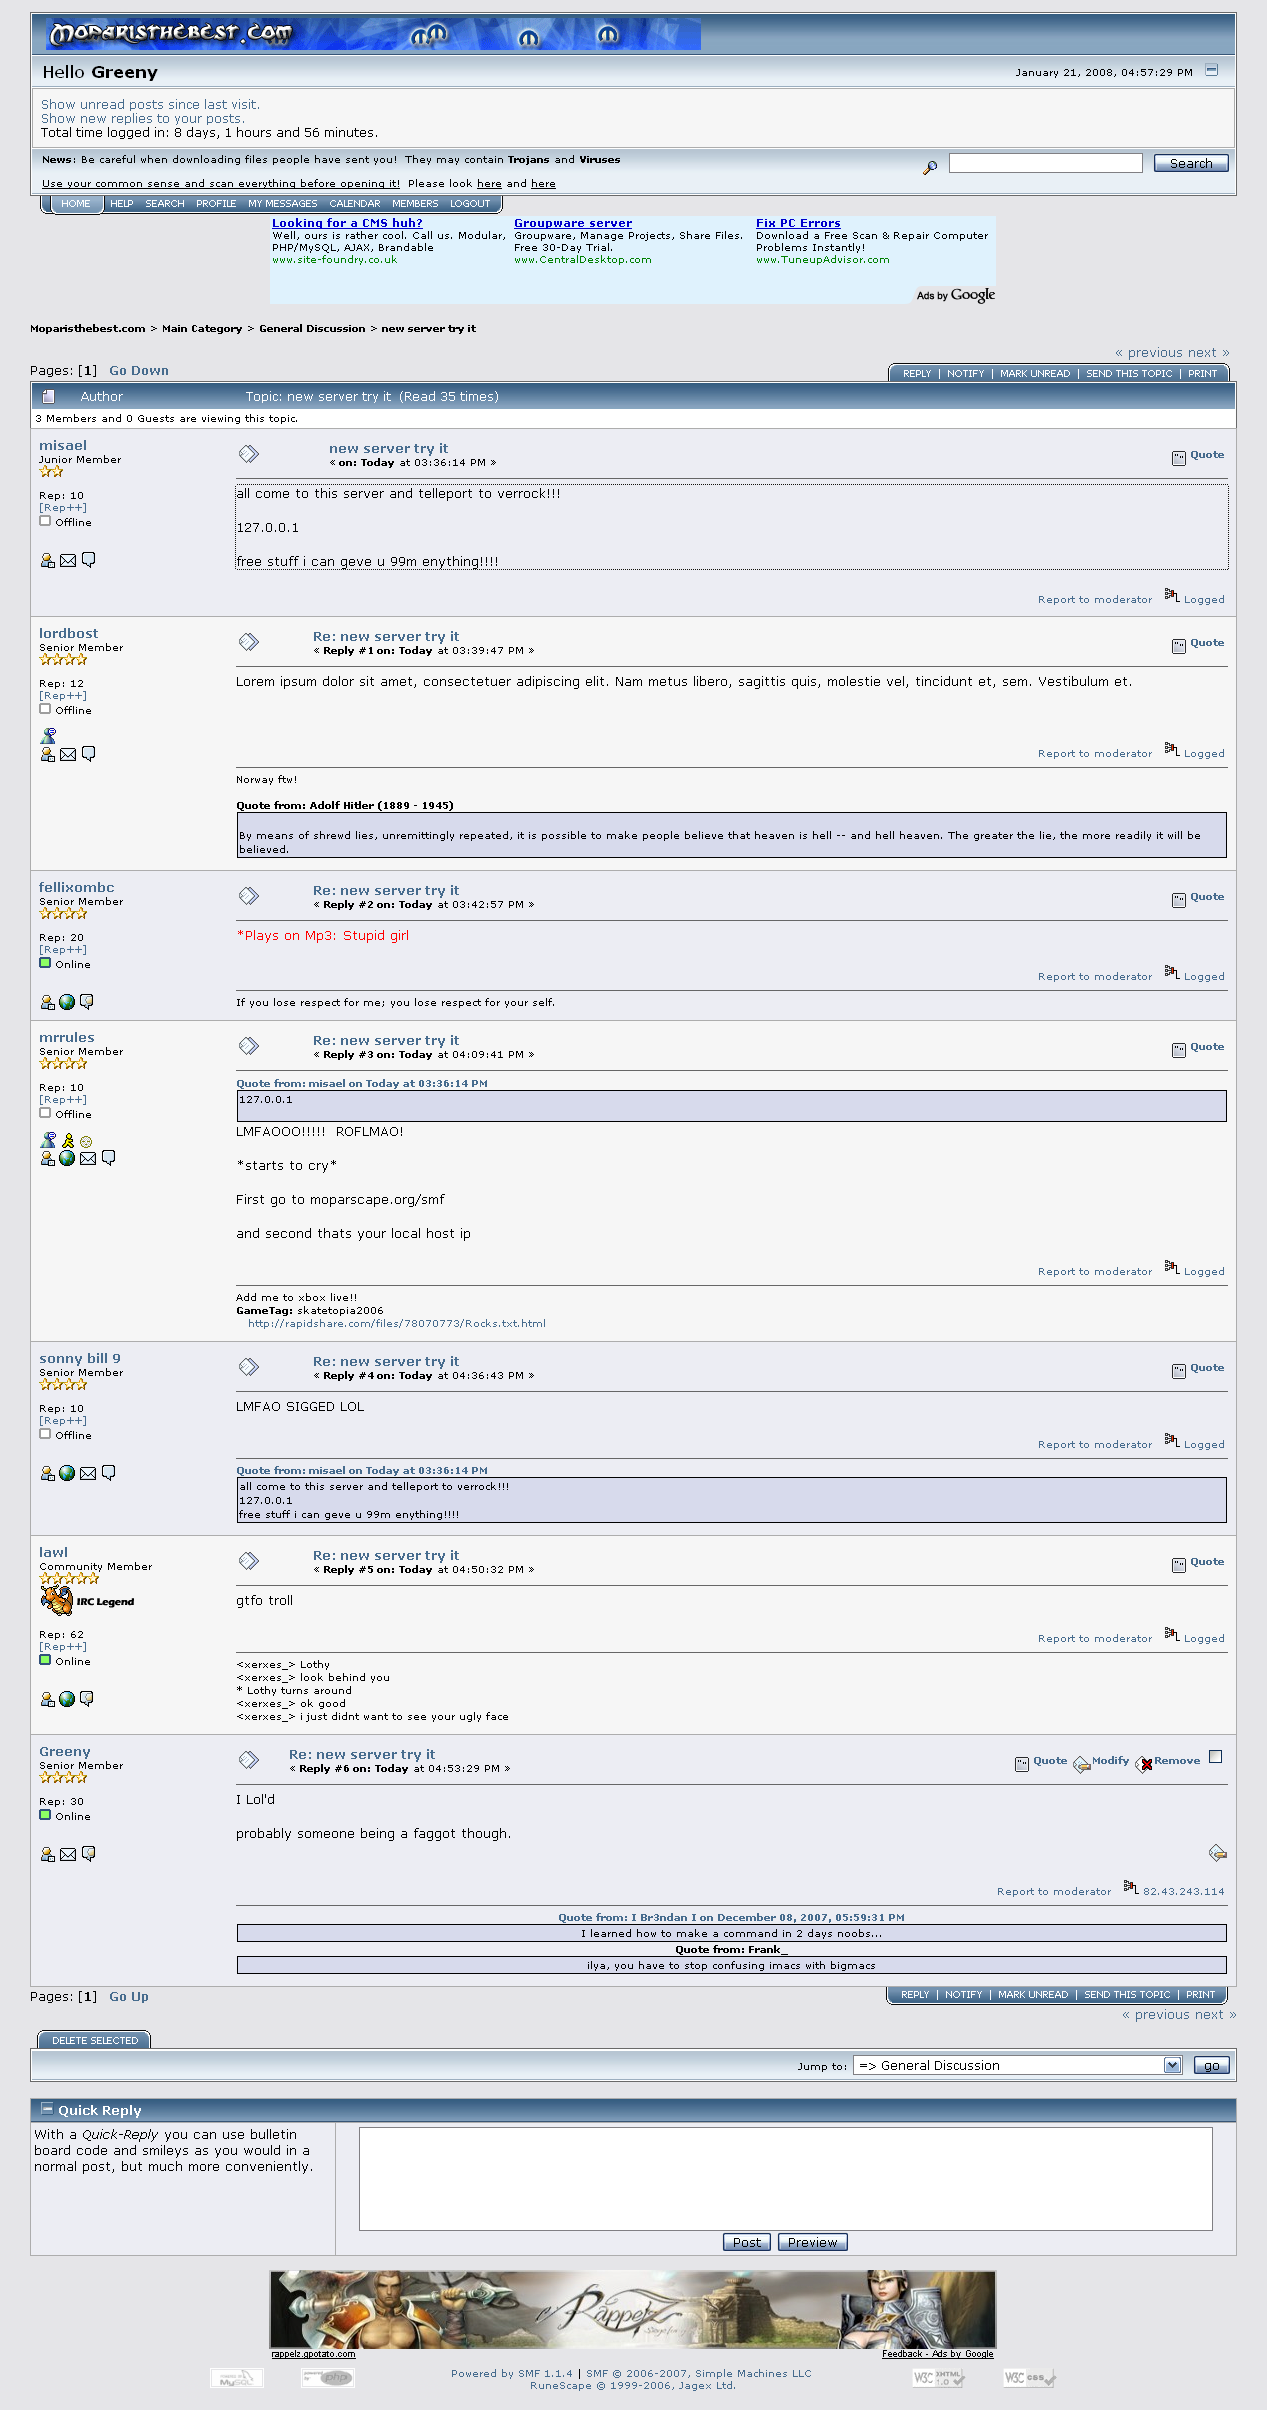 Moparisthebest.com
Hello Greeny
January 21, 2008, 04:57:29 PM
Show unread posts since last visit.
Show new replies to your posts.
Total time logged in: 8 days, 1 hours and 56 minutes.
News: Be careful when downloading files people have sent you!  They may contain Trojans and Viruses
Search
Use your common sense and scan everything before opening it!  Please look here and here
HOME HELP SEARCH PROFILE MY MESSAGES CALENDAR MEMBERS LOGOUT
Looking for a CMS huh?
Well, ours is rather cool. Call us. Modular,
PHP/MySQL, AJAX, Brandable
www.site-foundry.co.uk
Groupware server
Groupware, Manage Projects, Share Files.
Free 30-Day Trial.
www.CentralDesktop.com
Fix PC Errors
Download a Free Scan & Repair Computer
Problems Instantly!
www.TuneupAdvisor.com
Ads by Google
Moparisthebest.com > Main Category > General Discussion > new server try it
« previous next »
Pages: [1]   Go Down
REPLY | NOTIFY | MARK UNREAD | SEND THIS TOPIC | PRINT
Author
Topic: new server try it  (Read 35 times)
3 Members and 0 Guests are viewing this topic.
misael
Junior Member
Rep: 10
[Rep++]
Offline
new server try it
« on: Today at 03:36:14 PM »
Quote
all come to this server and telleport to verrock!!!
127.0.0.1
free stuff i can geve u 99m enything!!!!
Report to moderator   Logged
lordbost
Senior Member
Rep: 12
[Rep++]
Offline
Re: new server try it
« Reply #1 on: Today at 03:39:47 PM »
Quote
Lorem ipsum dolor sit amet, consectetuer adipiscing elit. Nam metus libero, sagittis quis, molestie vel, tincidunt et, sem. Vestibulum et.
Report to moderator   Logged
Norway ftw!
Quote from: Adolf Hitler (1889 - 1945)
By means of shrewd lies, unremittingly repeated, it is possible to make people believe that heaven is hell -- and hell heaven. The greater the lie, the more readily it will be
believed.
fellixombc
Senior Member
Rep: 20
[Rep++]
Online
Re: new server try it
« Reply #2 on: Today at 03:42:57 PM »
Quote
*Plays on Mp3: Stupid girl
Report to moderator   Logged
If you lose respect for me; you lose respect for your self.
mrrules
Senior Member
Rep: 10
[Rep++]
Offline
Re: new server try it
« Reply #3 on: Today at 04:09:41 PM »
Quote
Quote from: misael on Today at 03:36:14 PM
127.0.0.1
LMFAOOO!!!!!  ROFLMAO!
*starts to cry*
First go to moparscape.org/smf
and second thats your local host ip
Report to moderator   Logged
Add me to xbox live!!
GameTag: skatetopia2006
http://rapidshare.com/files/78070773/Rocks.txt.html
sonny bill 9
Senior Member
Rep: 10
[Rep++]
Offline
Re: new server try it
« Reply #4 on: Today at 04:36:43 PM »
Quote
LMFAO SIGGED LOL
Report to moderator   Logged
Quote from: misael on Today at 03:36:14 PM
all come to this server and telleport to verrock!!!
127.0.0.1
free stuff i can geve u 99m enything!!!!
lawl
Community Member
IRC Legend
Rep: 62
[Rep++]
Online
Re: new server try it
« Reply #5 on: Today at 04:50:32 PM »
Quote
gtfo troll
Report to moderator   Logged
<xerxes_> Lothy
<xerxes_> look behind you
* Lothy turns around
<xerxes_> ok good
<xerxes_> i just didnt want to see your ugly face
Greeny
Senior Member
Rep: 30
[Rep++]
Online
Re: new server try it
« Reply #6 on: Today at 04:53:29 PM »
Quote Modify Remove
I Lol'd
probably someone being a faggot though.
Report to moderator   82.43.243.114
Quote from: I Br3ndan I on December 08, 2007, 05:59:31 PM
I learned how to make a command in 2 days noobs...
Quote from: Frank_
ilya, you have to stop confusing imacs with bigmacs
Pages: [1]   Go Up
REPLY | NOTIFY | MARK UNREAD | SEND THIS TOPIC | PRINT
« previous next »
DELETE SELECTED
Jump to: => General Discussion go
Quick Reply
With a Quick-Reply you can use bulletin
board code and smileys as you would in a
normal post, but much more conveniently.
Post Preview
Rappelz
rappelz.gpotato.com
Feedback - Ads by Google
MySQL
php
Powered by SMF 1.1.4 | SMF © 2006-2007, Simple Machines LLC
RuneScape © 1999-2006, Jagex Ltd.
W3C XHTML 1.0
W3C css